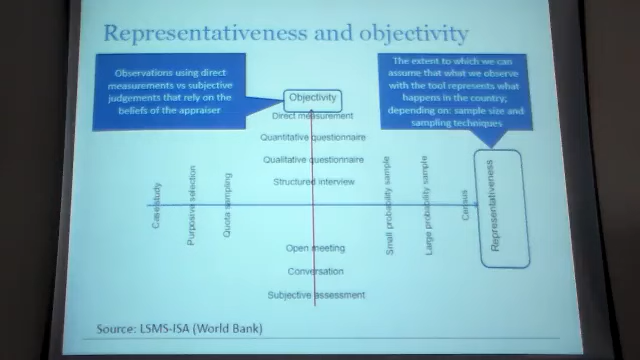 Representativeness and objectivity
Observations using direct
measurements vs subjective
judgements that rely on the
beliefs of the appraiser
The extent to which we can
assume that what we observe
with the tool represents what
happens in the country;
depending on: sample size and
sampling techniques
Objectivity
Direct measurement
Quantitative questionnaire
Qualitative questionnaire
Structured interview
Case study
Purposive selection
Quota sampling
Small probability sample
Large probability sample
Census
Representativeness
Open meeting
Conversation
Subjective assessment
Source: LSMS-ISA (World Bank)